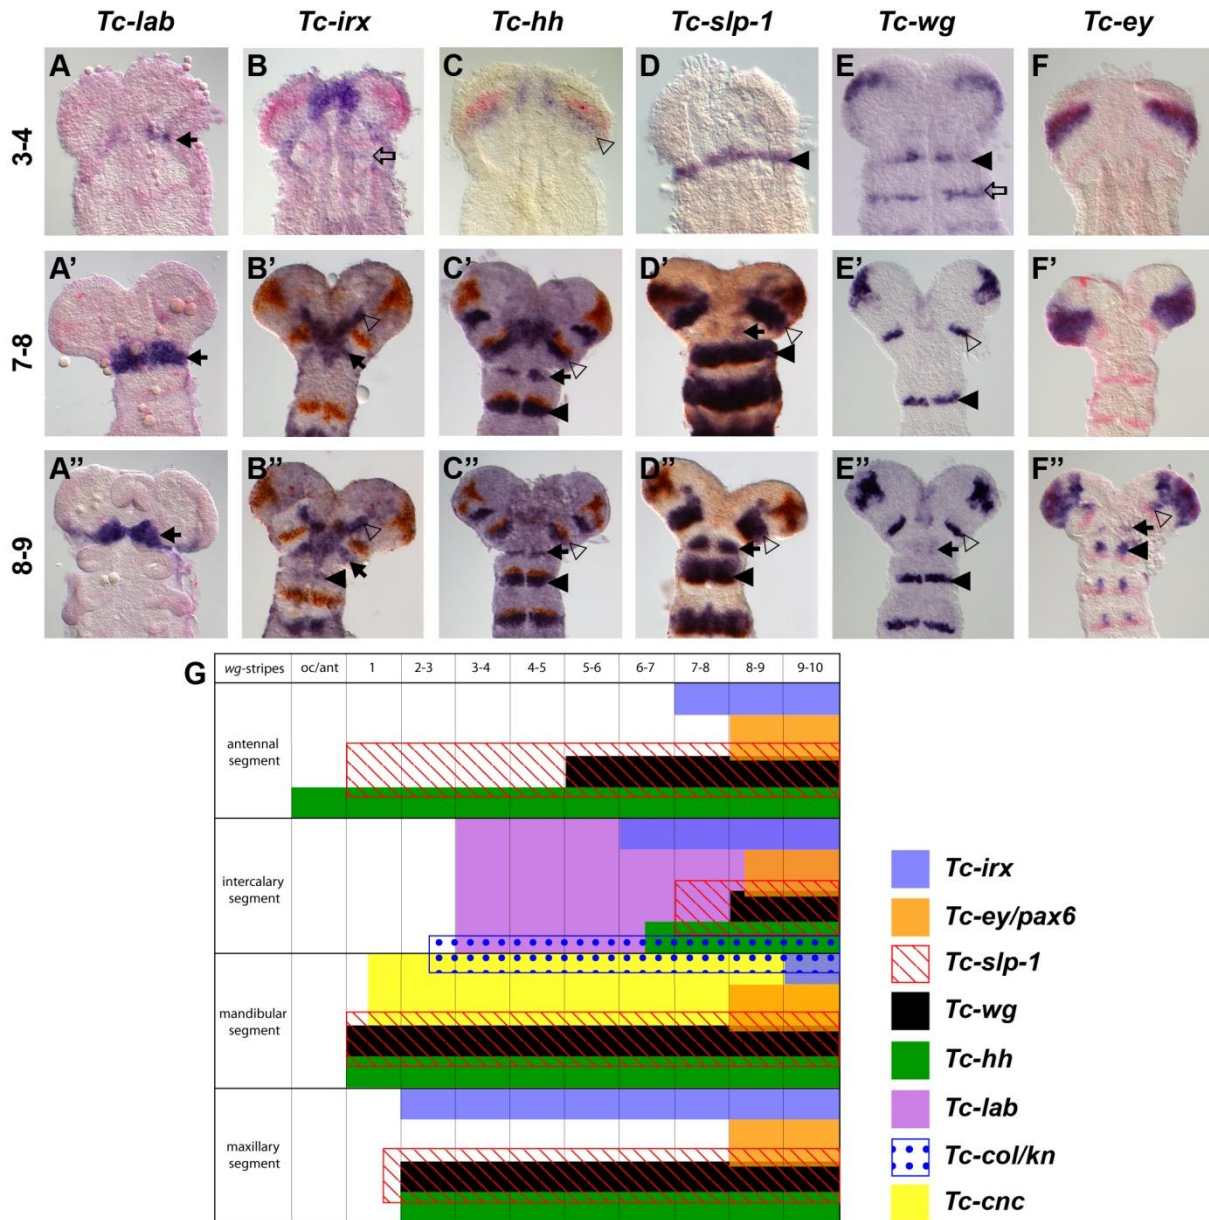 Tc-lab Tc-irx Tc-hh Tc-slp-1 Tc-wg Tc-ey
3-4
A B C D E F
7-8
A' B' C' D' E' F'
8-9
A'' B'' C'' D'' E'' F''
G
wg-stripes oc/ant 1 2-3 3-4 4-5 5-6 6-7 7-8 8-9 9-10
antennal
segment
intercalary
segment
mandibular
segment
maxillary
segment
Tc-irx
Tc-ey/pax6
Tc-slp-1
Tc-wg
Tc-hh
Tc-lab
Tc-col/kn
Tc-cnc